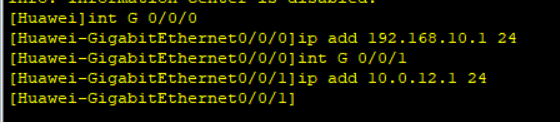 Info: Information Center is disabled.
[Huawei]int G 0/0/0
[Huawei-GigabitEthernet0/0/0]ip add 192.168.10.1 24
[Huawei-GigabitEthernet0/0/0]int G 0/0/1
[Huawei-GigabitEthernet0/0/1]ip add 10.0.12.1 24
[Huawei-GigabitEthernet0/0/1]